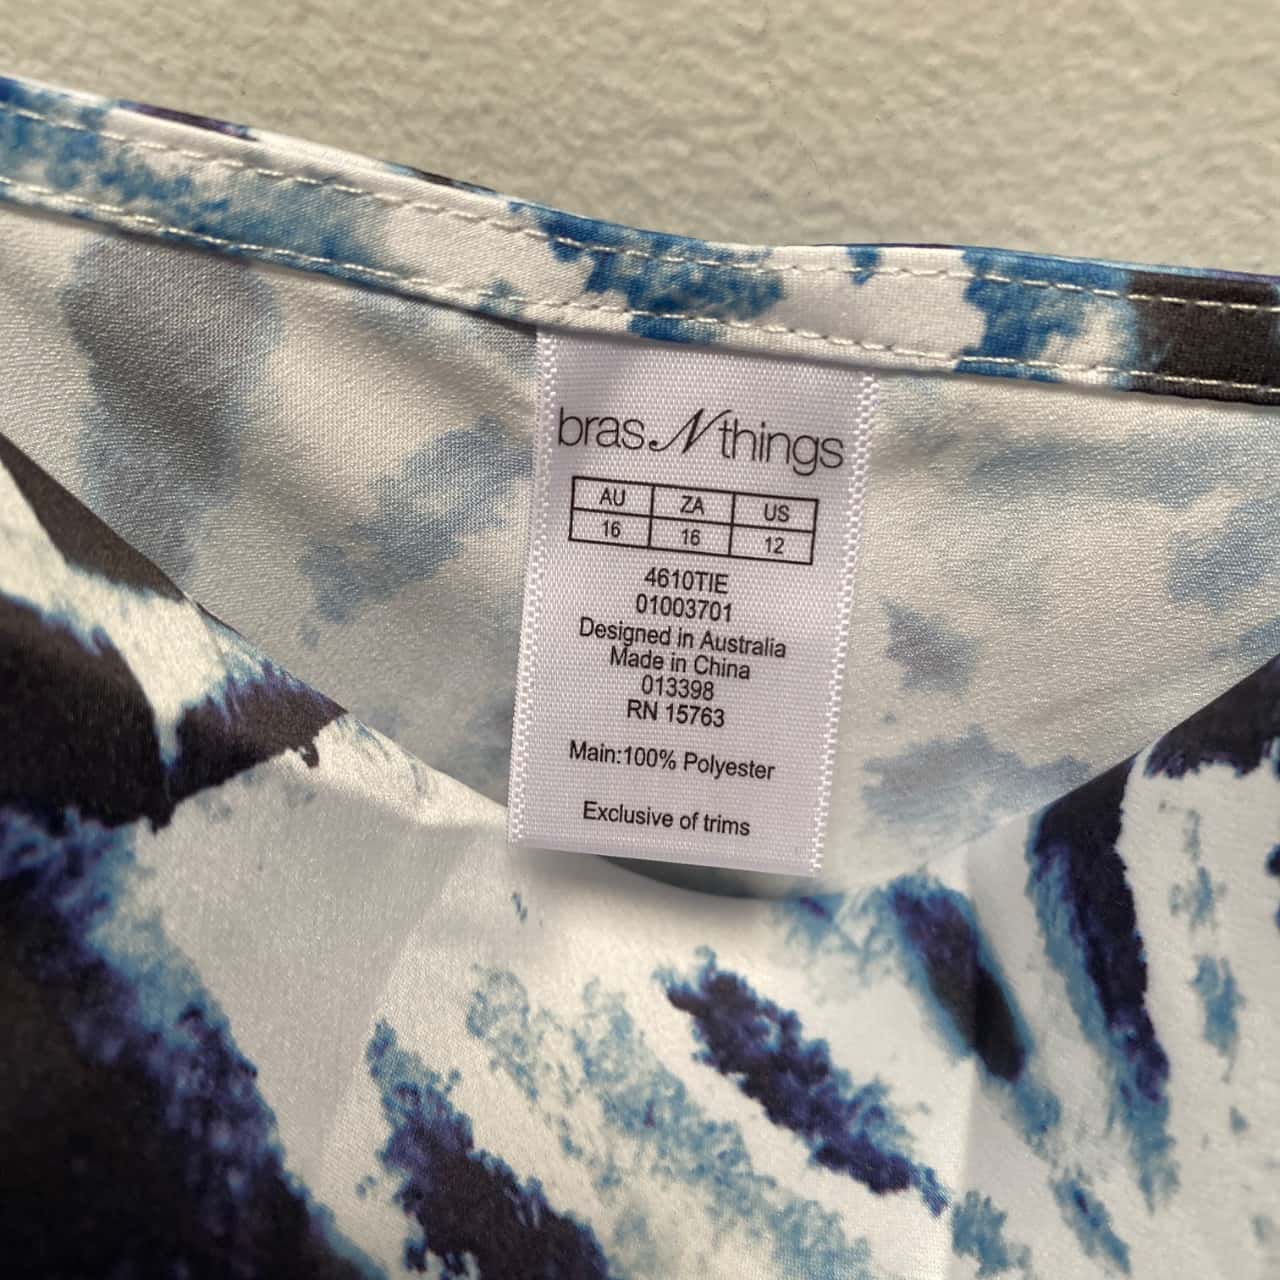 bras N things
AU ZA US
16 16 12
4610TIE
01003701
Designed in Australia
Made in China
013398
RN 15763
Main:100% Polyester
Exclusive of trims